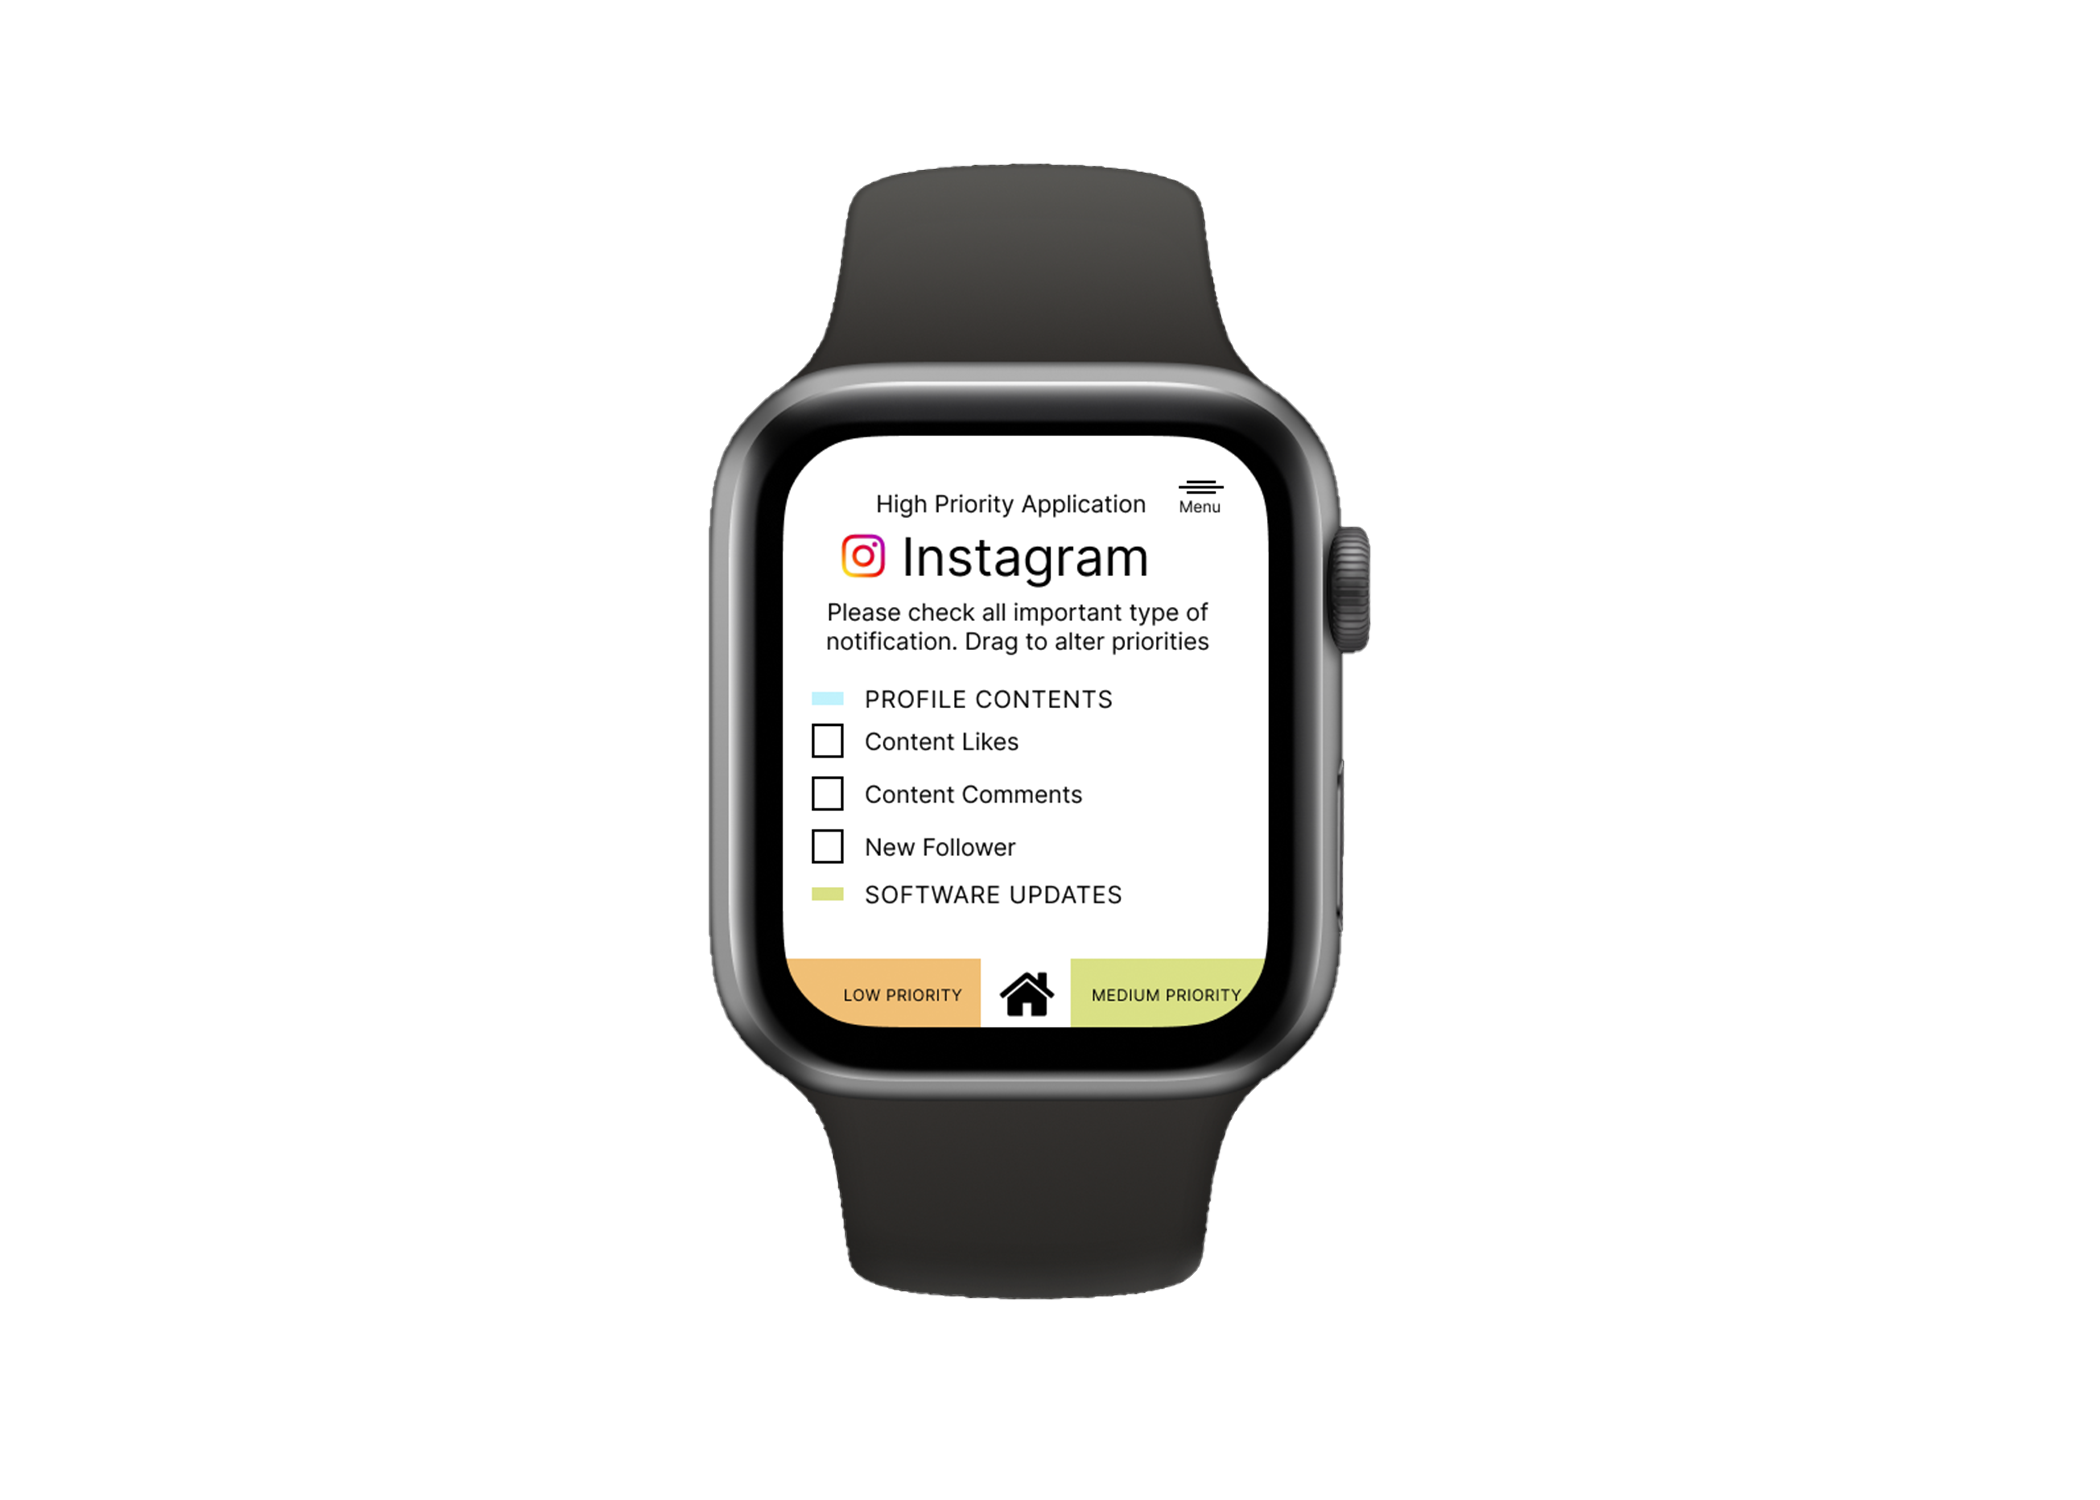 High Priority Application
Menu
Instagram
Please check all important type of
notification. Drag to alter priorities
PROFILE CONTENTS
Content Likes
Content Comments
New Follower
SOFTWARE UPDATES
LOW PRIORITY
MEDIUM PRIORITY